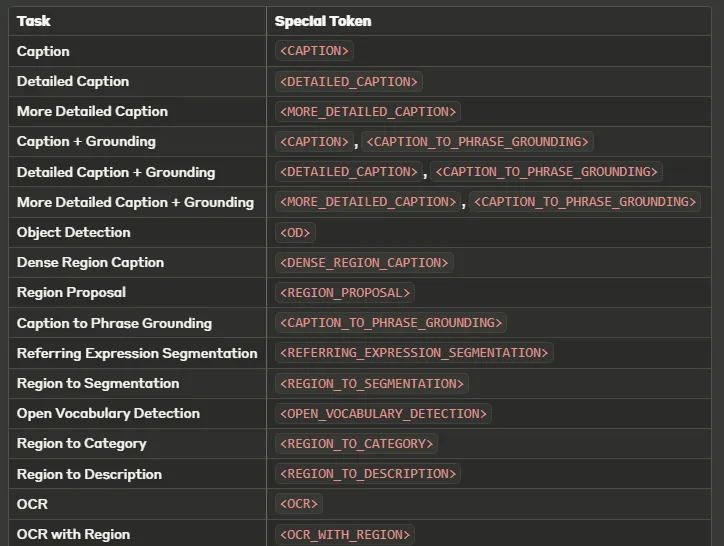 Task Special Token
Caption <CAPTION>
Detailed Caption <DETAILED_CAPTION>
More Detailed Caption <MORE_DETAILED_CAPTION>
Caption + Grounding <CAPTION> , <CAPTION_TO_PHRASE_GROUNDING>
Detailed Caption + Grounding <DETAILED_CAPTION> , <CAPTION_TO_PHRASE_GROUNDING>
More Detailed Caption + Grounding <MORE_DETAILED_CAPTION> , <CAPTION_TO_PHRASE_GROUNDING>
Object Detection <OD>
Dense Region Caption <DENSE_REGION_CAPTION>
Region Proposal <REGION_PROPOSAL>
Caption to Phrase Grounding <CAPTION_TO_PHRASE_GROUNDING>
Referring Expression Segmentation <REFERRING_EXPRESSION_SEGMENTATION>
Region to Segmentation <REGION_TO_SEGMENTATION>
Open Vocabulary Detection <OPEN_VOCABULARY_DETECTION>
Region to Category <REGION_TO_CATEGORY>
Region to Description <REGION_TO_DESCRIPTION>
OCR <OCR>
OCR with Region <OCR_WITH_REGION>